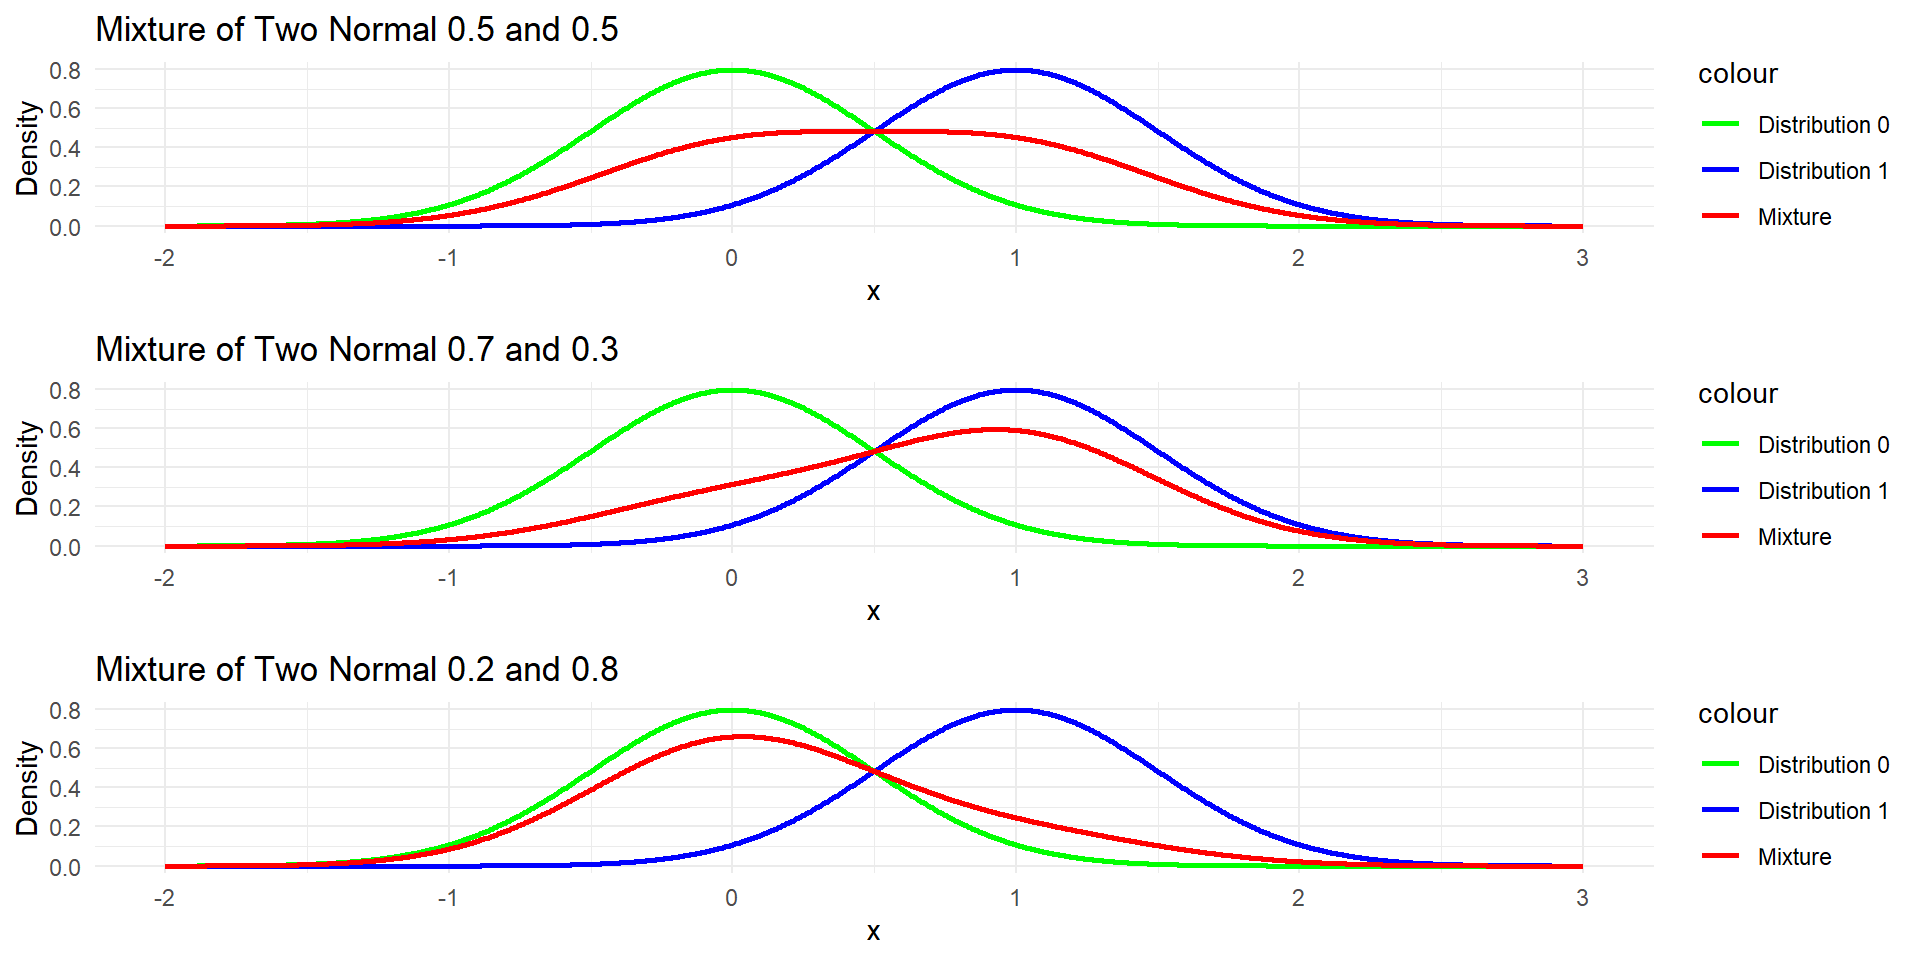 Mixture of Two Normal 0.5 and 0.5
0.8
0.6
0.4
0.2
0.0
Density
-2 -1 0 1 2 3
x
colour
Distribution 0
Distribution 1
Mixture
Mixture of Two Normal 0.7 and 0.3
0.8
0.6
0.4
0.2
0.0
Density
-2 -1 0 1 2 3
x
colour
Distribution 0
Distribution 1
Mixture
Mixture of Two Normal 0.2 and 0.8
0.8
0.6
0.4
0.2
0.0
Density
-2 -1 0 1 2 3
x
colour
Distribution 0
Distribution 1
Mixture